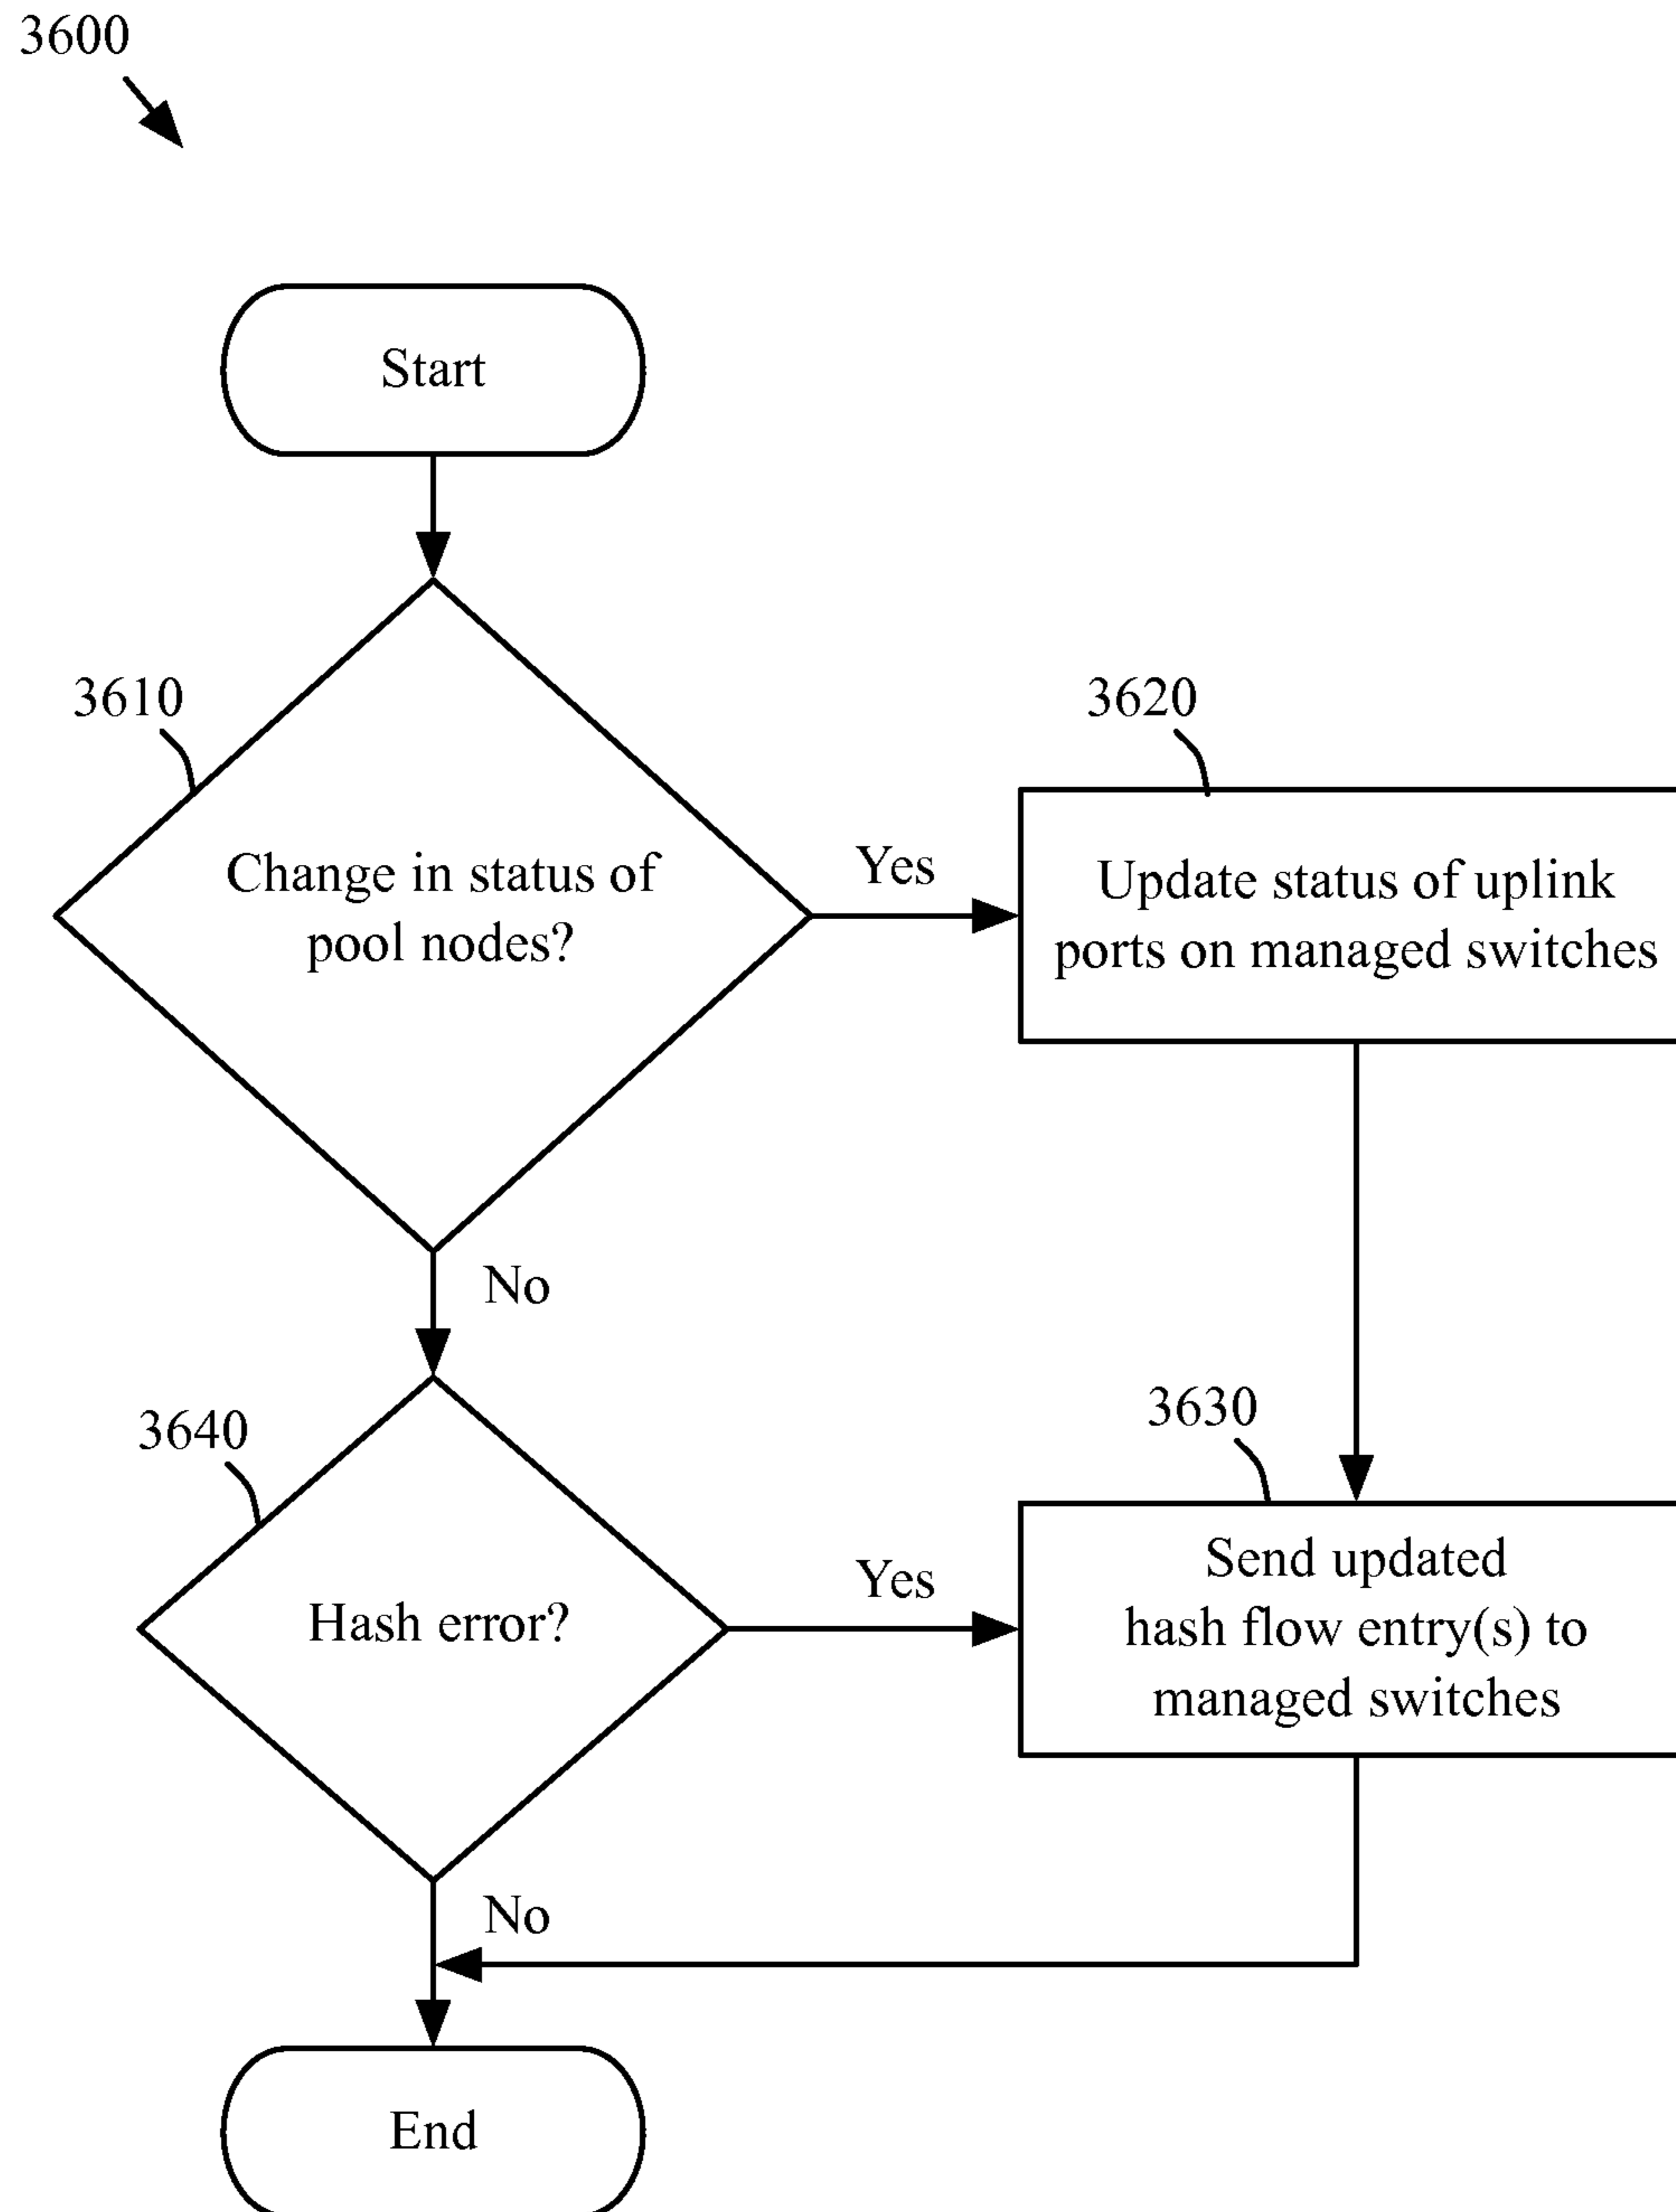 3600
Start
3610
Change in status of
pool nodes?
Yes
3620
Update status of uplink
ports on managed switches
No
3640
Hash error?
Yes
3630
Send updated
hash flow entry(s) to
managed switches
No
End